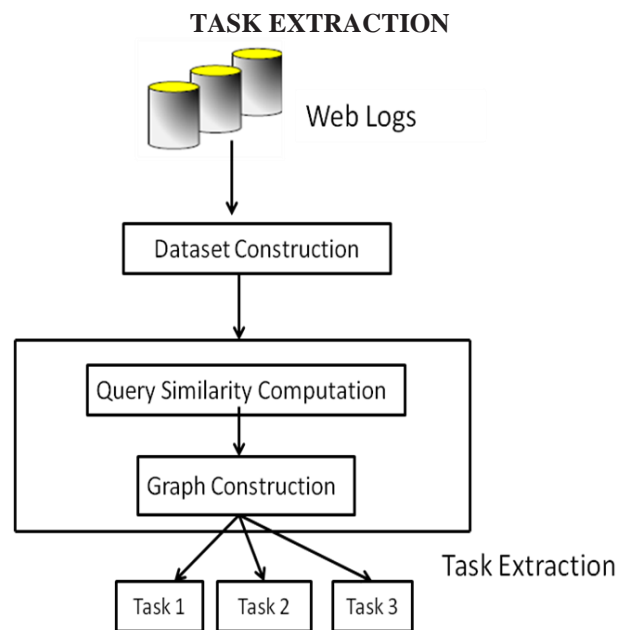 TASK EXTRACTION
Web Logs
Dataset Construction
Query Similarity Computation
Graph Construction
Task Extraction
Task 1
Task 2
Task 3